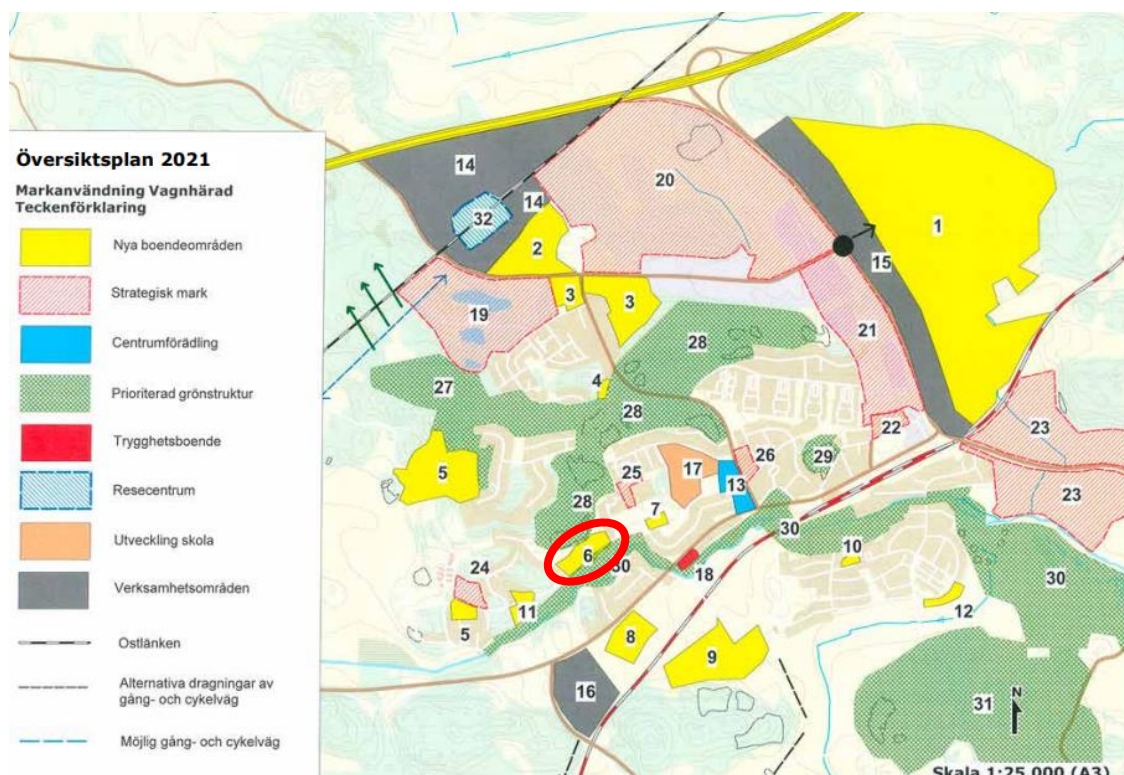 Översiktsplan 2021
Markanvändning Vagnhärad
Teckenförklaring
Nya boendeområden
Strategisk mark
Centrumförädling
Prioriterad grönstruktur
Trygghetsboende
Resecentrum
Utveckling skola
Verksamhetsområden
Ostlänken
Alternativa dragningar av
gång- och cykelväg
Möjlig gång- och cykelväg
14
20
32
14
1
2
15
3
3
19
21
28
27
4
28
22
23
29
26
5
17
25
13
28
7
23
30
6
10
24
30
18
30
11
12
5
8
9
16
31
N
Skala 1:25 000 (A3)